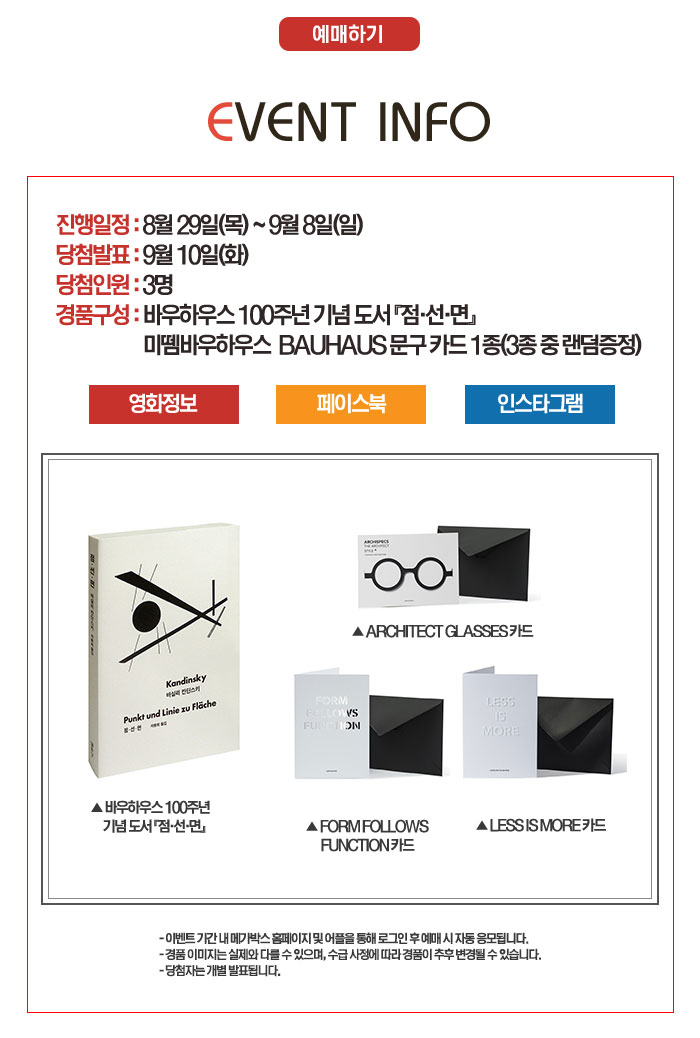 예매하기
EVENT INFO
진행일정 : 8월 29일(목) ~ 9월 8일(일)
당첨발표 : 9월 10일(화)
당첨인원 : 3명
경품구성 : 바우하우스 100주년 기념 도서 『점·선·면』
미뗌바우하우스 BAUHAUS 문구 카드 1종(3종 중 랜덤증정)
영화정보
페이스북
인스타그램
점·선·면
Kandinsky
바실리 칸딘스키
Punkt und Linie zu Fläche
점·선·면
▲ 바우하우스 100주년
기념 도서 『점·선·면』
ARCHISPECS
THE ARCHITECT
STYLE
▲ ARCHITECT GLASSES 카드
FORM
FOLLOWS
FUNCTION
▲ FORM FOLLOWS
FUNCTION 카드
LESS
IS
MORE
▲ LESS IS MORE 카드
- 이벤트 기간 내 메가박스 홈페이지 및 어플을 통해 로그인 후 예매 시 자동 응모됩니다.
- 경품 이미지는 실제와 다를 수 있으며, 수급 사정에 따라 경품이 추후 변경될 수 있습니다.
- 당첨자는 개별 발표됩니다.